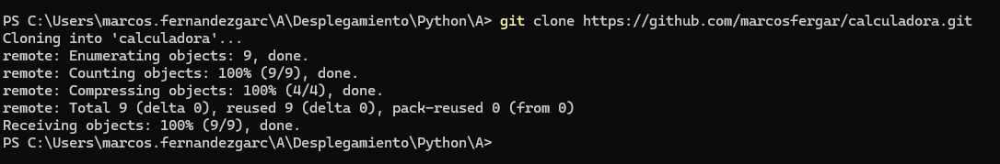 PS C:\Users\marcos.fernandezgarc\A\Desplegamiento\Python\A> git clone https://github.com/marcosfergar/calculadora.git
Cloning into 'calculadora'...
remote: Enumerating objects: 9, done.
remote: Counting objects: 100% (9/9), done.
remote: Compressing objects: 100% (4/4), done.
remote: Total 9 (delta 0), reused 9 (delta 0), pack-reused 0 (from 0)
Receiving objects: 100% (9/9), done.
PS C:\Users\marcos.fernandezgarc\A\Desplegamiento\Python\A>